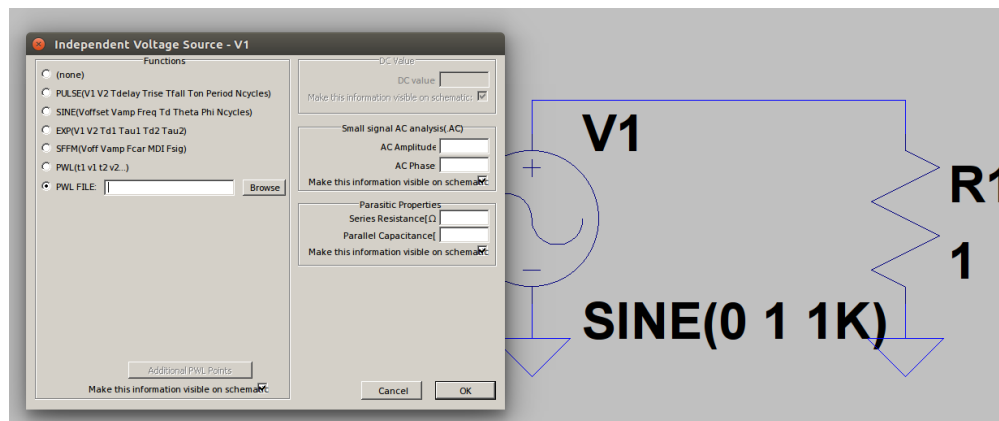 Independent Voltage Source - V1
Functions
(none)
PULSE(V1 V2 Tdelay Trise Tfall Ton Period Ncycles)
SINE(Voffset Vamp Freq Td Theta Phi Ncycles)
EXP(V1 V2 Td1 Tau1 Td2 Tau2)
SFFM(Voff Vamp Fcar MDI Fsig)
PWL(t1 v1 t2 v2...)
PWL FILE: Browse
Additional PWL Points
Make this information visible on schematic
DC Value
DC value
Make this information visible on schematic:
Small signal AC analysis(.AC)
AC Amplitude
AC Phase
Make this information visible on schematic
Parasitic Properties
Series Resistance[Ω
Parallel Capacitance[
Make this information visible on schematic:
Cancel OK
V1
SINE(0 1 1K)
R1
1